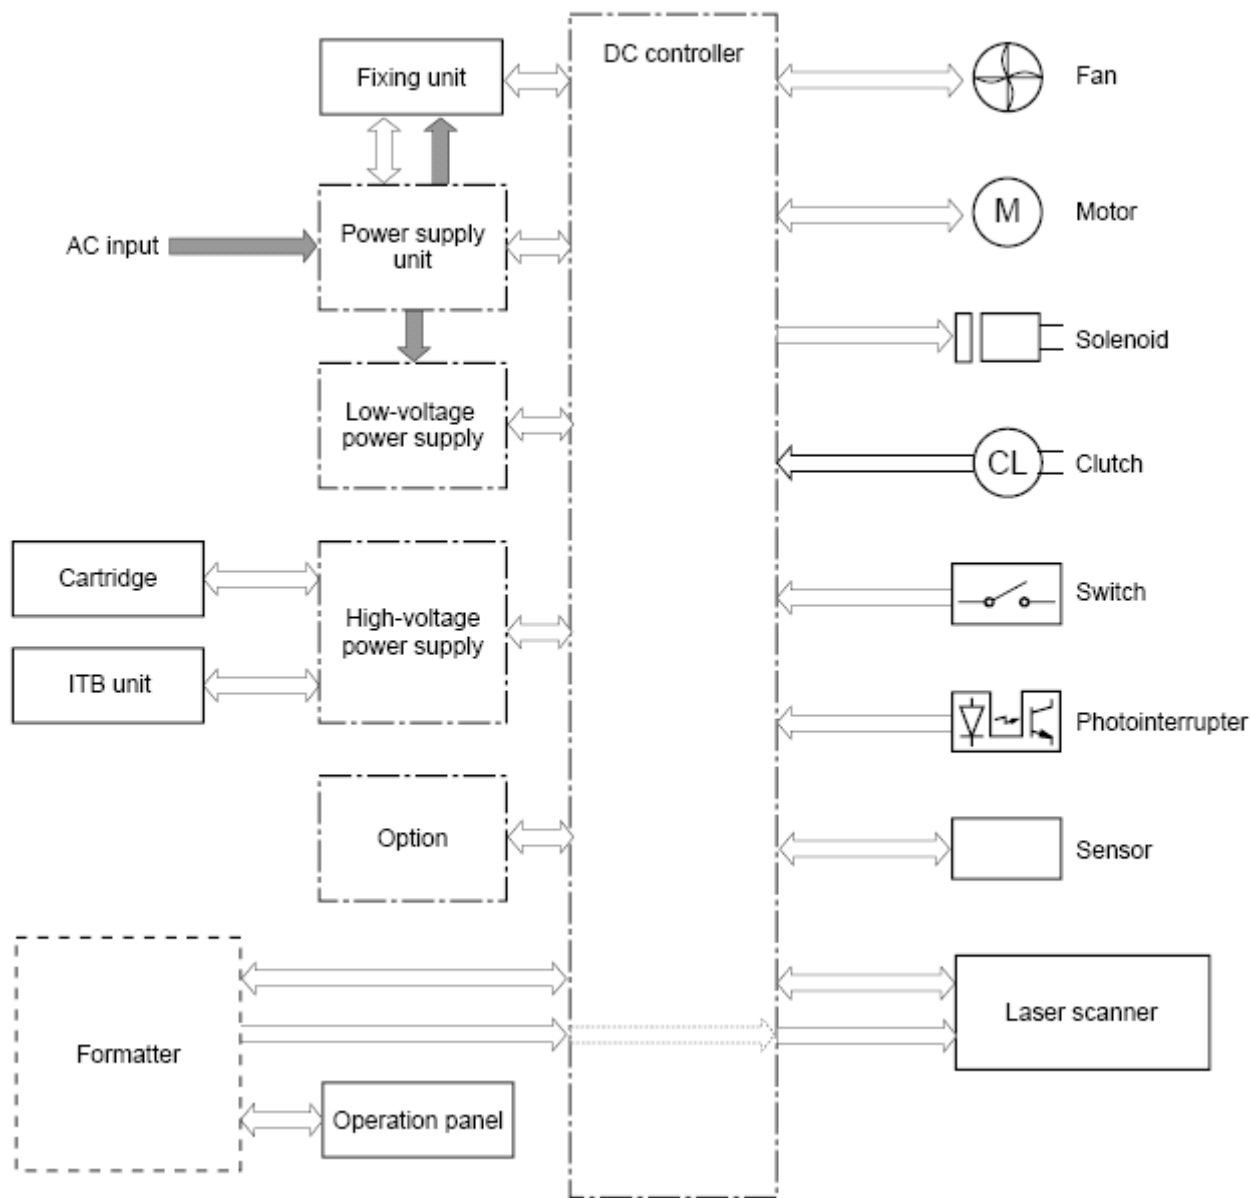 DC controller
Fixing unit
Fan
AC input
Power supply
unit
M
Motor
Solenoid
Low-voltage
power supply
CL
Clutch
Cartridge
High-voltage
power supply
Switch
ITB unit
Photointerrupter
Option
Sensor
Formatter
Laser scanner
Operation panel